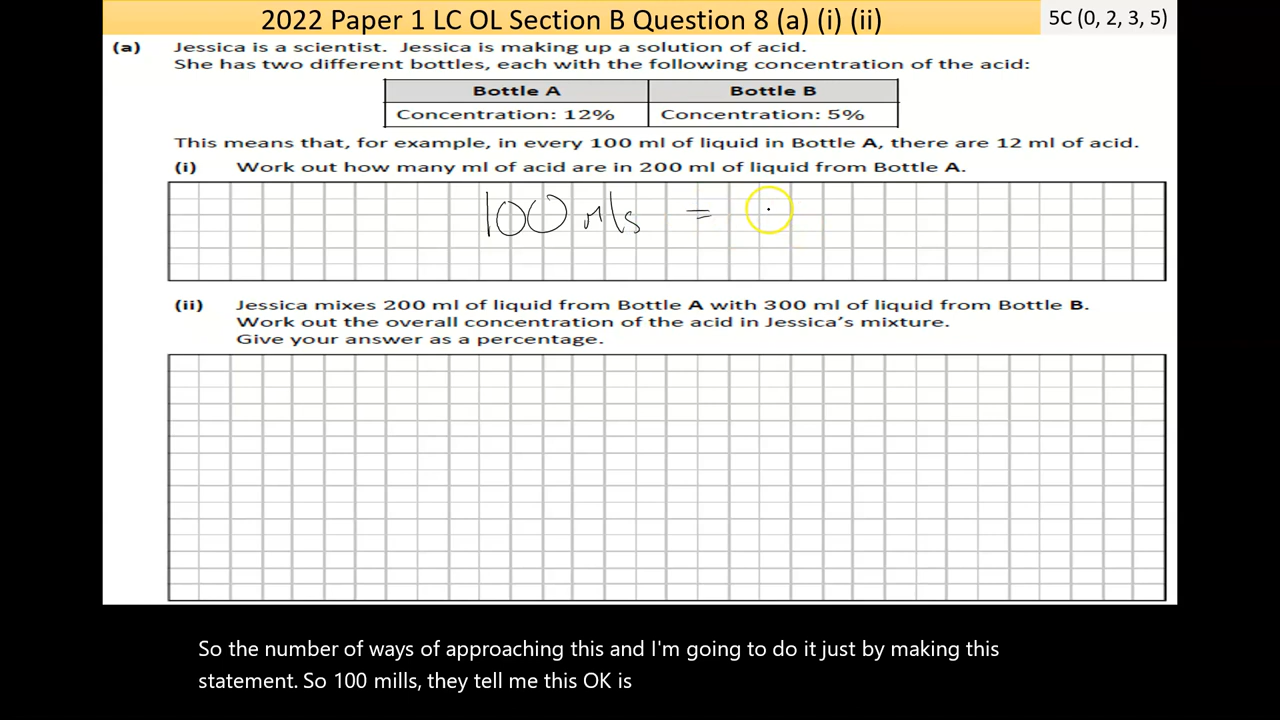 2022 Paper 1 LC OL Section B Question 8 (a) (i) (ii)
5C (0, 2, 3, 5)
(a) Jessica is a scientist. Jessica is making up a solution of acid.
She has two different bottles, each with the following concentration of the acid:
Bottle A Bottle B
Concentration: 12% Concentration: 5%
This means that, for example, in every 100 ml of liquid in Bottle A, there are 12 ml of acid.
(i) Work out how many ml of acid are in 200 ml of liquid from Bottle A.
100 mls =
(ii) Jessica mixes 200 ml of liquid from Bottle A with 300 ml of liquid from Bottle B.
Work out the overall concentration of the acid in Jessica's mixture.
Give your answer as a percentage.
So the number of ways of approaching this and I'm going to do it just by making this
statement. So 100 mills, they tell me this OK is